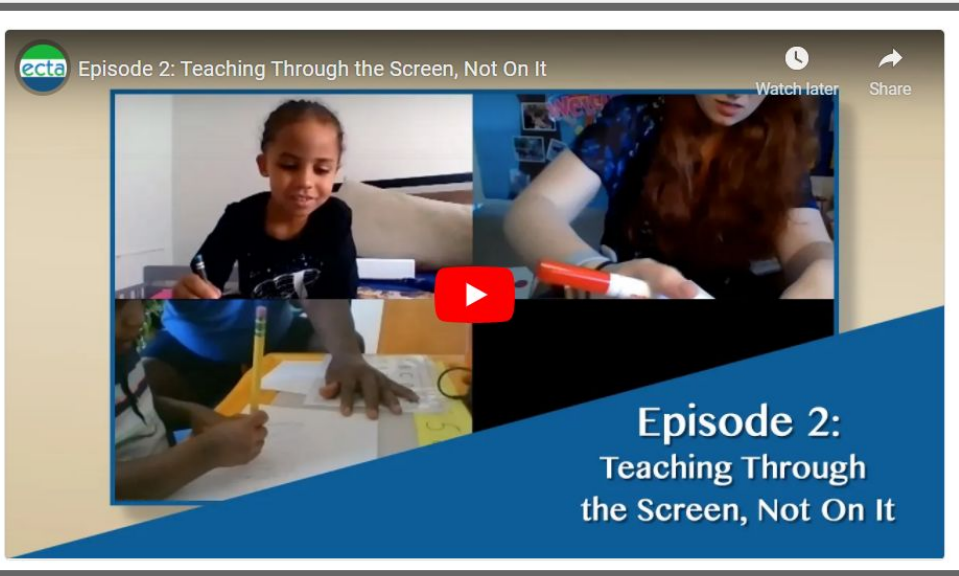 ecta
Episode 2: Teaching Through the Screen, Not On It
Watch later
Share
Episode 2:
Teaching Through
the Screen, Not On It